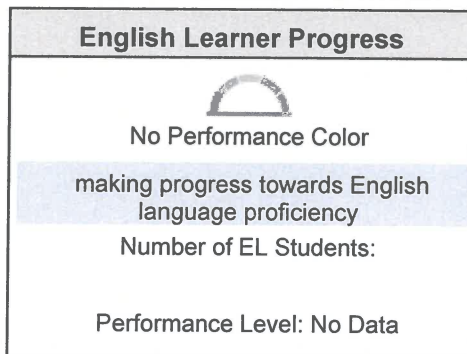 English Learner Progress
No Performance Color
making progress towards English
language proficiency
Number of EL Students:
Performance Level: No Data